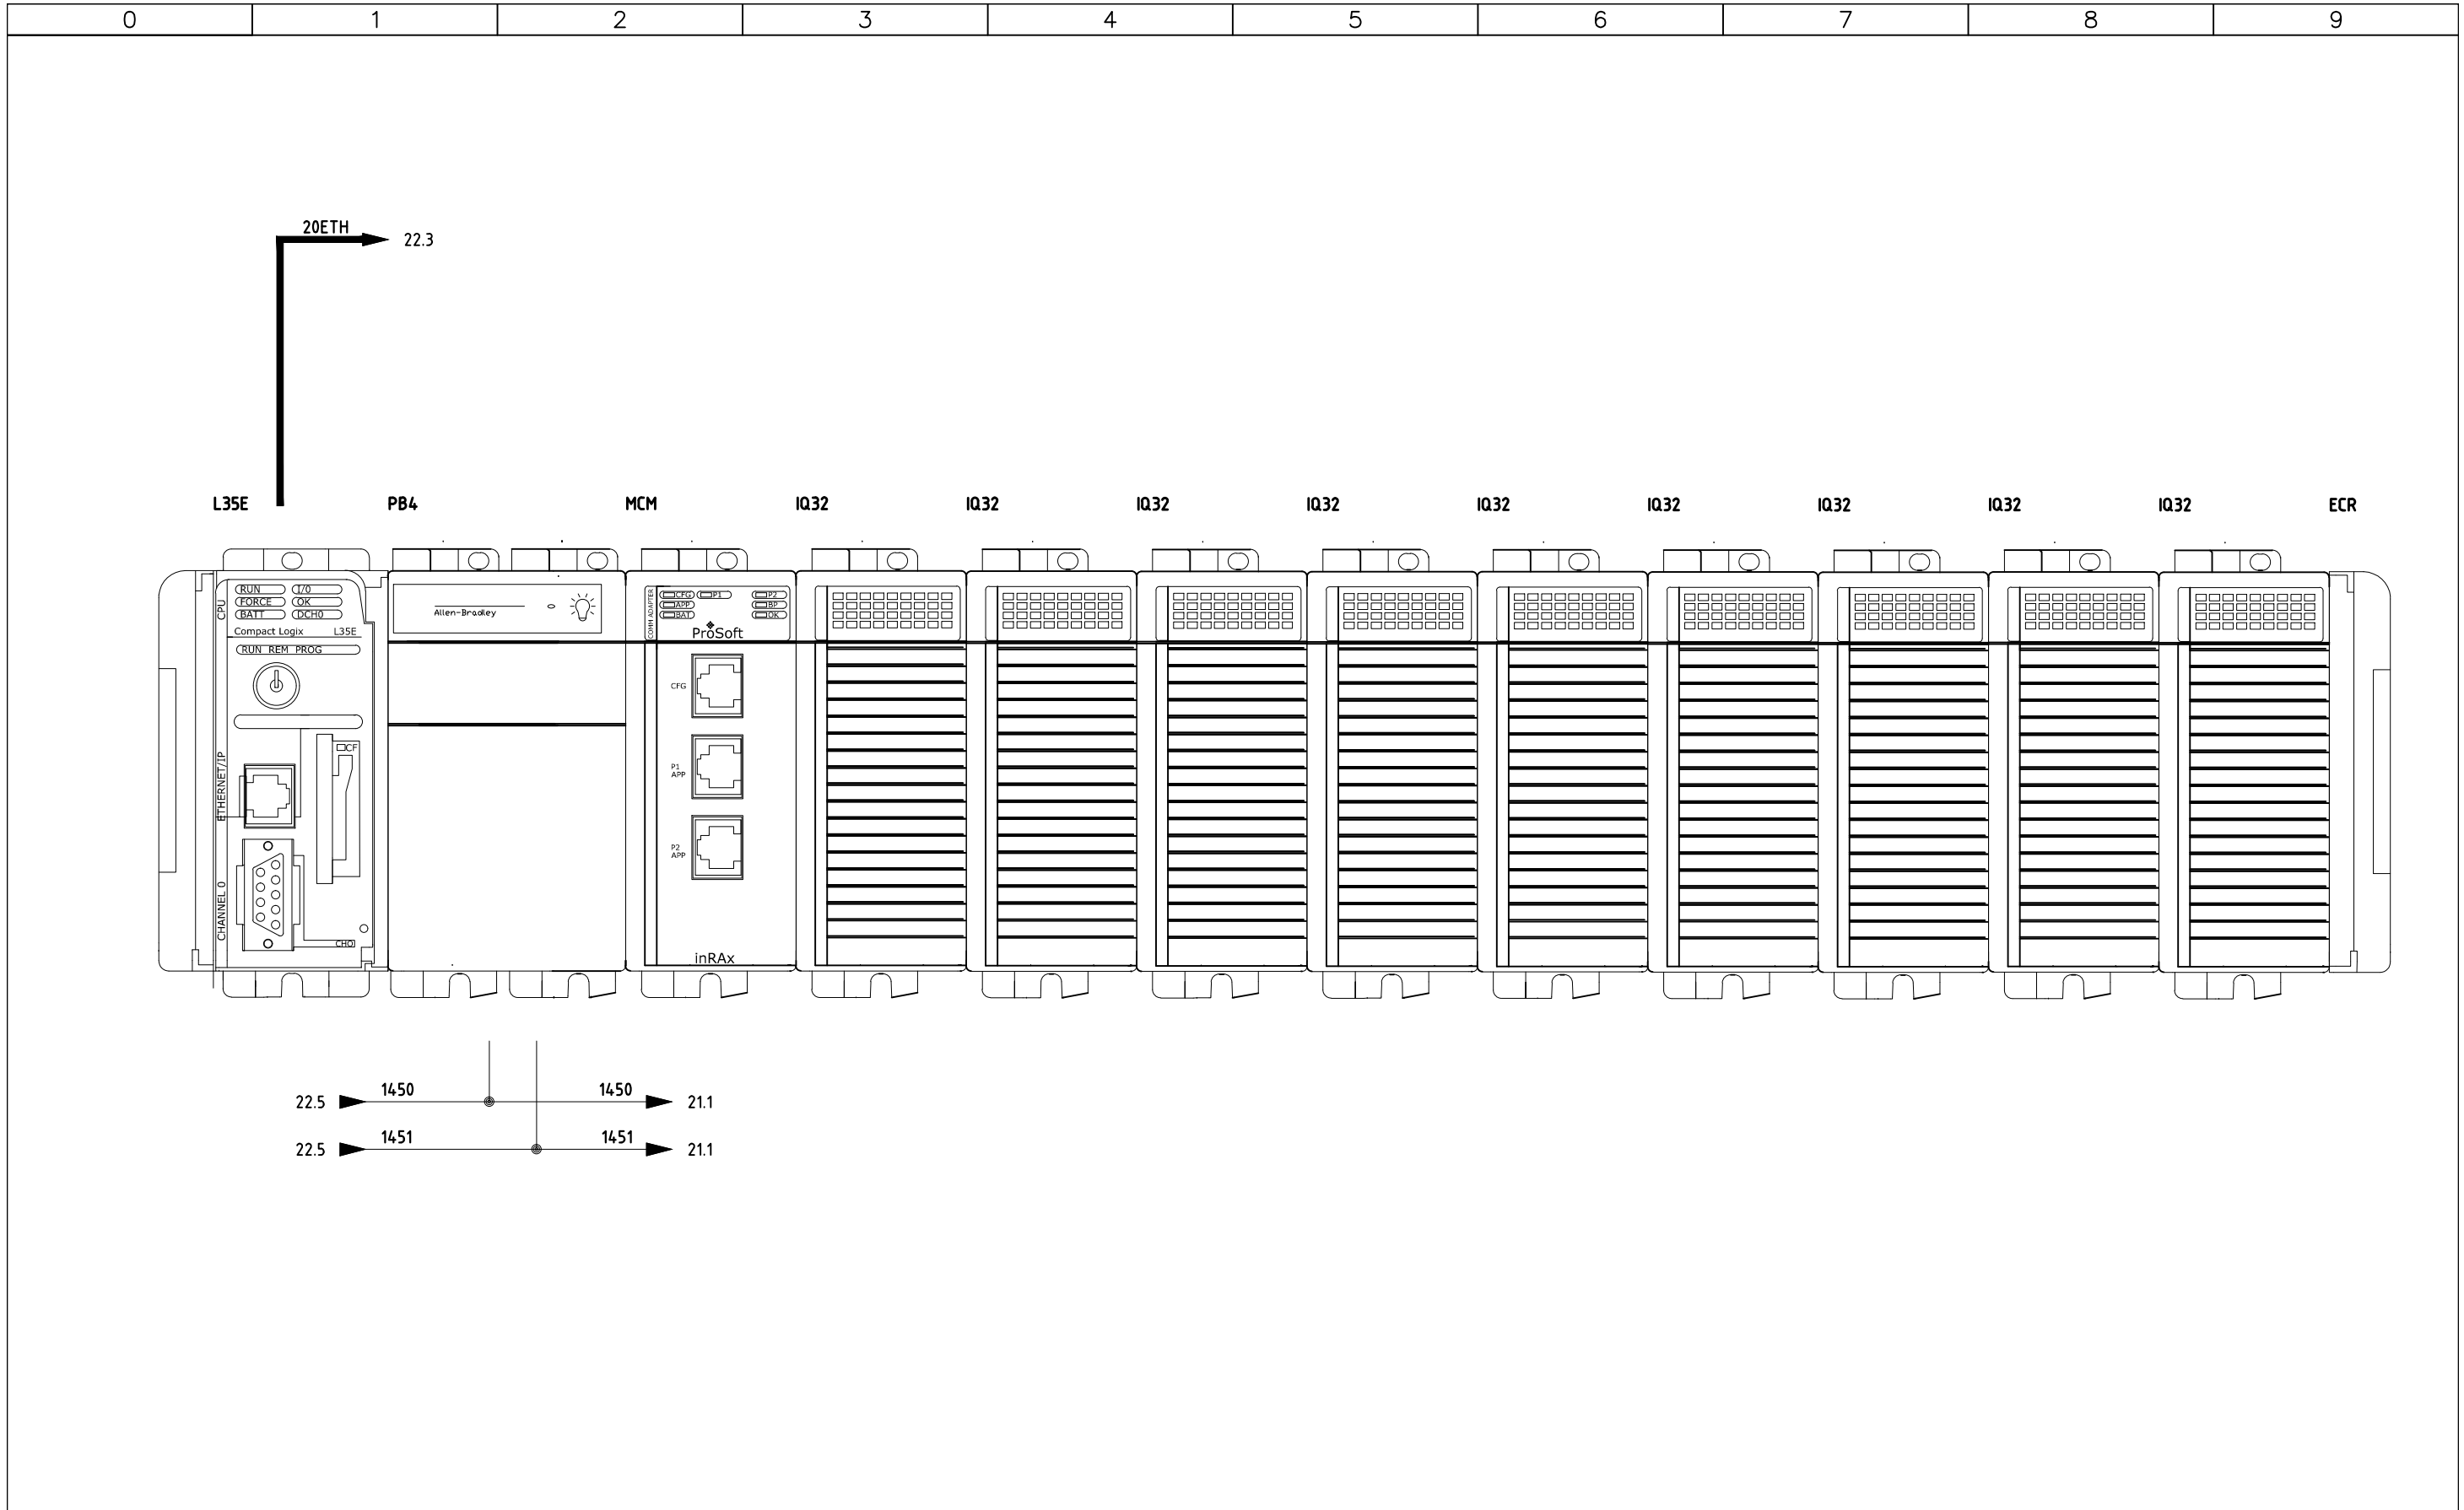 0 1 2 3 4 5 6 7 8 9
20ETH
22.3
L35E PB4 MCM IQ32 IQ32 IQ32 IQ32 IQ32 IQ32 IQ32 IQ32 IQ32 ECR
CPU
RUN I/O
FORCE OK
BATT DCH0
Compact Logix L35E
RUN REM PROG
CF
ETHERNET/IP
CHANNEL 0
CHO
Allen-Bradley
COMM ADAPTER
CFG P1 P2
APP BP
BAT OK
ProSoft
CFG
P1
APP
P2
APP
inRAx
22.5 1450 1450 21.1
22.5 1451 1451 21.1